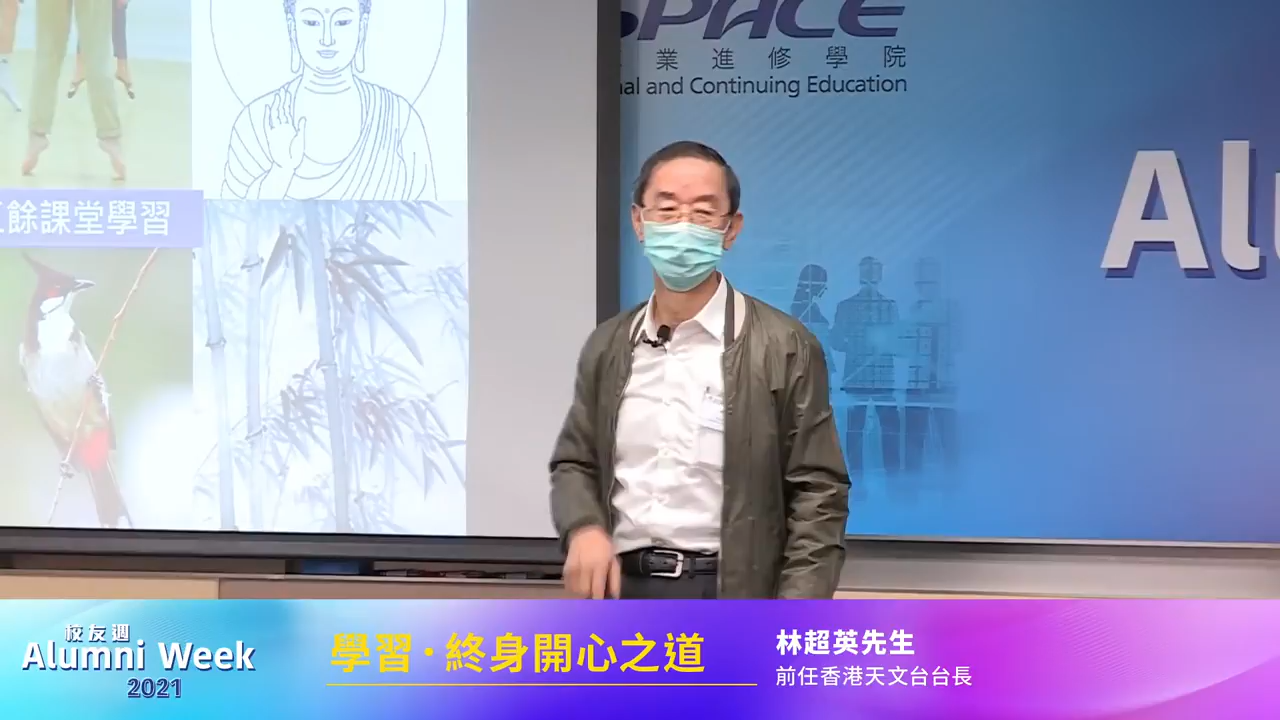 SPACE
業進修學院
nal and Continuing Education
Al
餘課堂學習
校友週
Alumni Week
2021
學習·終身開心之道
林超英先生
前任香港天文台台長